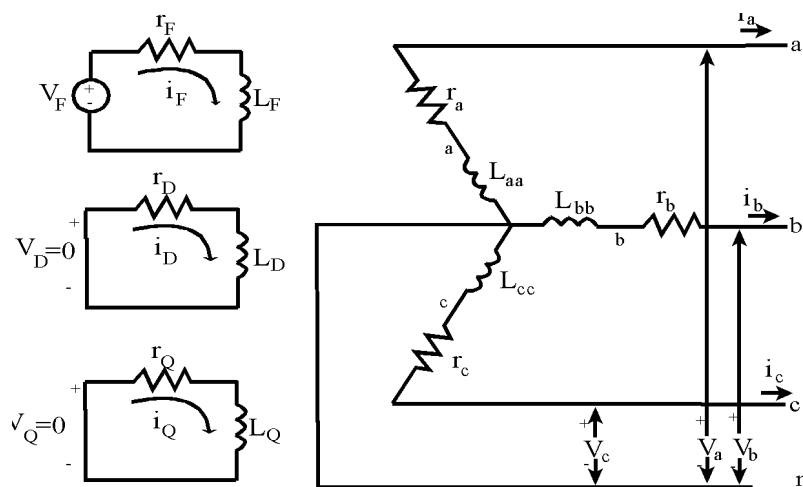 r_F
V_F
+
-
i_F
L_F
r_D
+
V_D=0
-
i_D
L_D
r_Q
+
V_Q=0
-
i_Q
L_Q
i_a
a
r_a
a
L_aa
L_bb
r_b
i_b
b
b
L_cc
c
r_c
i_c
c
+
V_c
-
+
V_a
-
+
V_b
-
n